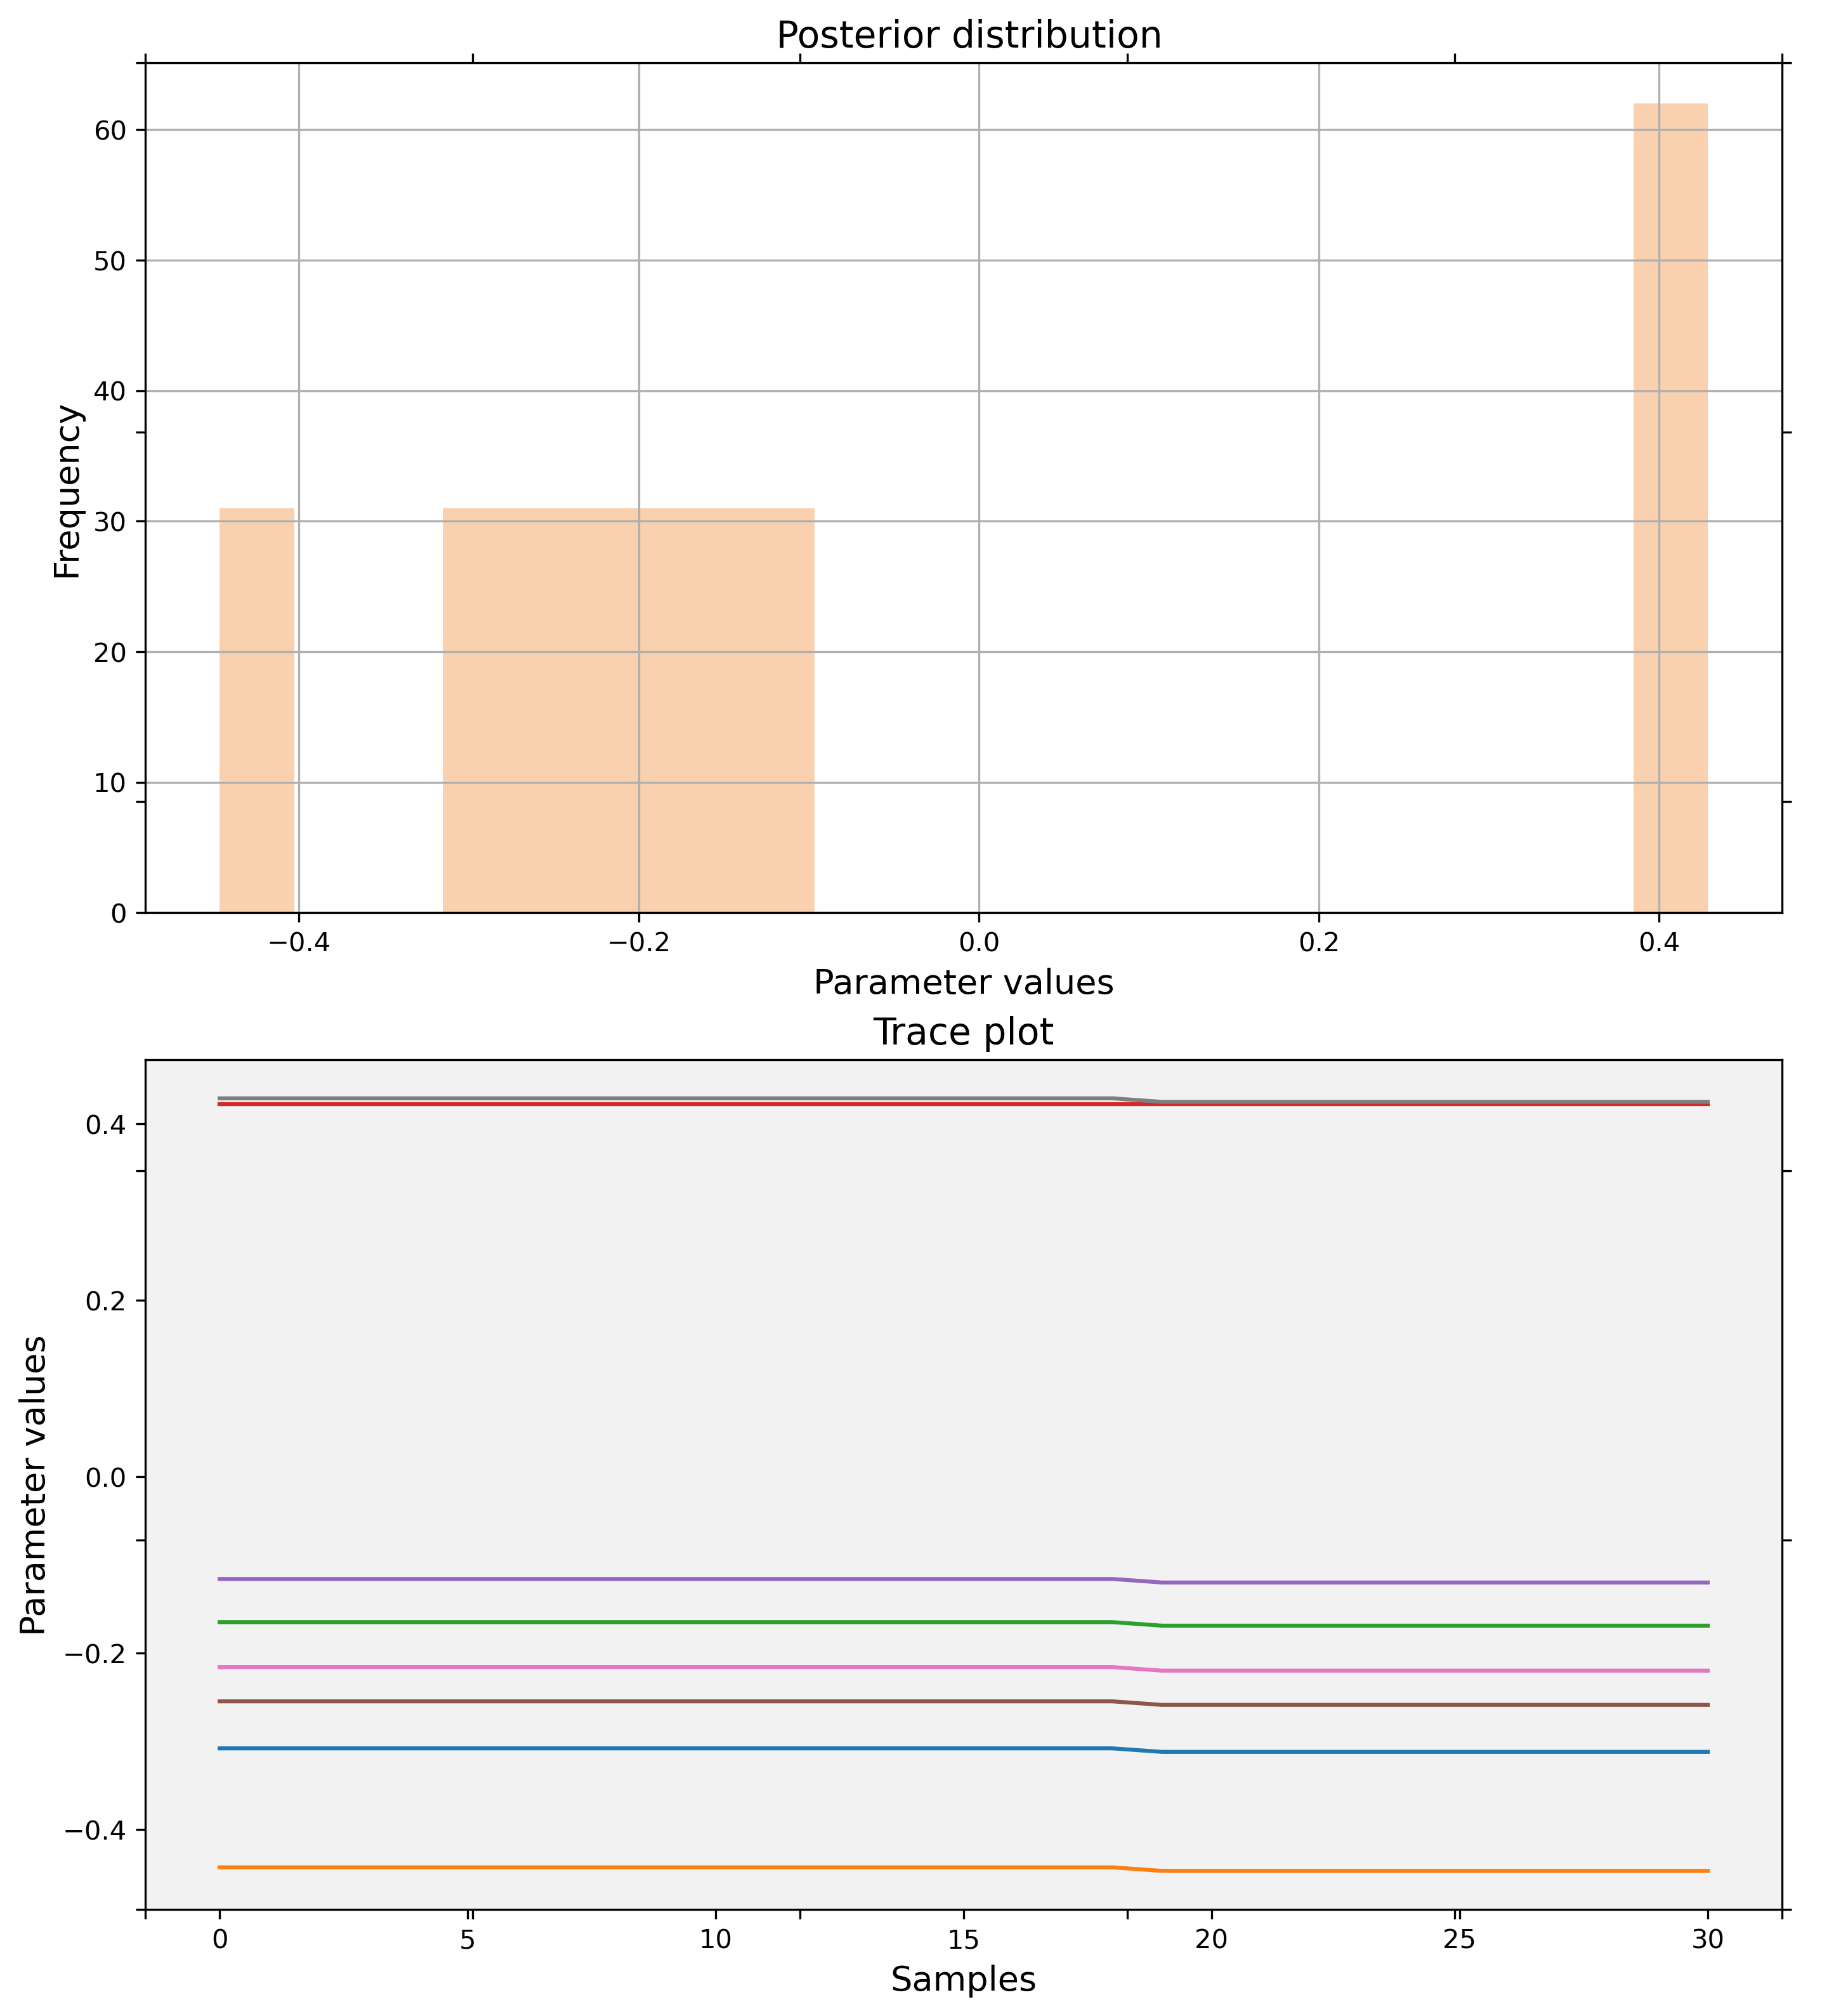 Posterior distribution
60
50
40
30
20
10
0
Frequency
−0.4 −0.2 0.0 0.2 0.4
Parameter values
Trace plot
0.4
0.2
0.0
−0.2
−0.4
Parameter values
0 5 10 15 20 25 30
Samples